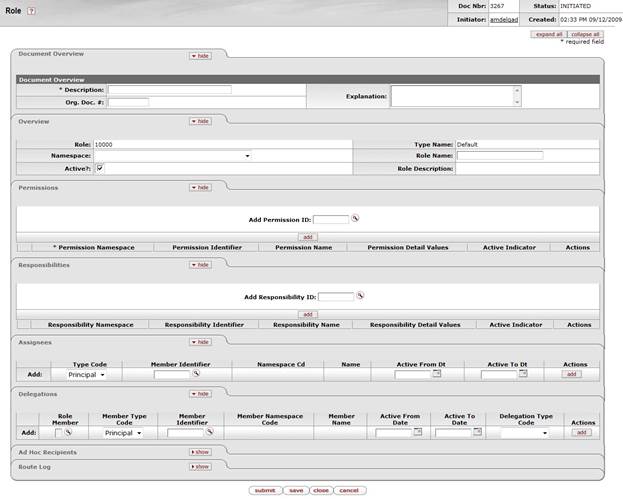 Role ?
Doc Nbr: 3267 Status: INITIATED
Initiator: amdelgad Created: 02:33 PM 09/12/2009
expand all collapse all
* required field
Document Overview hide
Document Overview
* Description: Explanation:
Org. Doc. #:
Overview hide
Role: 10000 Type Name: Default
Namespace: Role Name:
Active?: Role Description:
Permissions hide
Add Permission ID:
add
* Permission Namespace Permission Identifier Permission Name Permission Detail Values Active Indicator Actions
Responsibilities hide
Add Responsibility ID:
add
Responsibility Namespace Responsibility Identifier Responsibility Name Responsibility Detail Values Active Indicator Actions
Assignees hide
Type Code Member Identifier Namespace Cd Name Active From Dt Active To Dt Actions
Add: Principal add
Delegations hide
Role Member Member Type Code Member Identifier Member Namespace Code Member Name Active From Date Active To Date Delegation Type Code Actions
Add: Principal add
Ad Hoc Recipients show
Route Log show
submit save close cancel